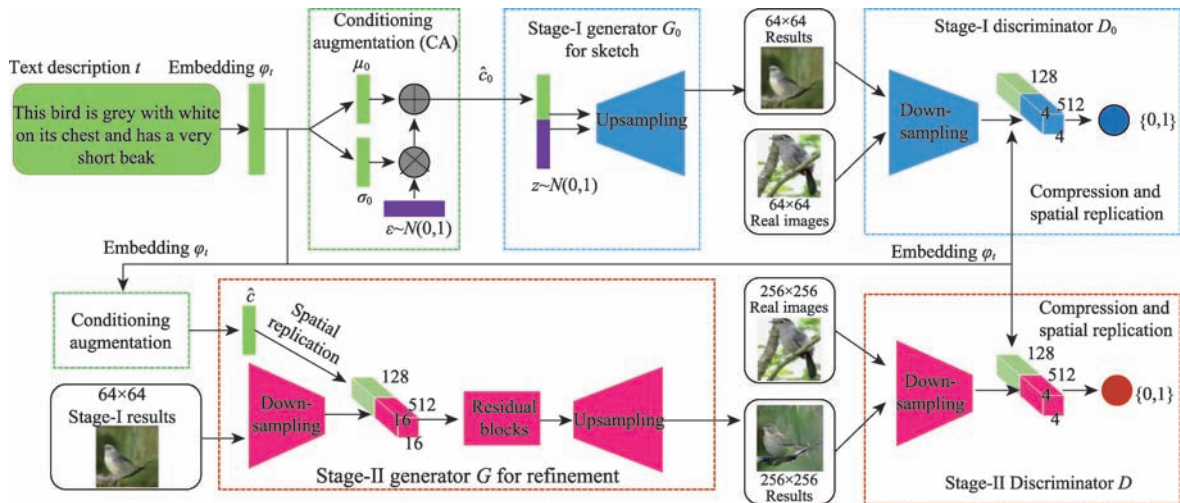 Text description t
This bird is grey with white
on its chest and has a very
short beak
Embedding φt
Conditioning
augmentation (CA)
μ0
σ0
ε~N(0,1)
ĉ0
Stage-I generator G0
for sketch
Upsampling
z~N(0,1)
64×64
Results
64×64
Real images
Stage-I discriminator D0
Down-
sampling
128
512
4
4
{0,1}
Compression and
spatial replication
Embedding φt
Embedding φt
Conditioning
augmentation
ĉ
Spatial
replication
64×64
Stage-I results
Down-
sampling
128
512
16
16
Residual
blocks
Upsampling
Stage-II generator G for refinement
256×256
Real images
256×256
Results
Compression and
spatial replication
Down-
sampling
128
512
4
4
{0,1}
Stage-II Discriminator D